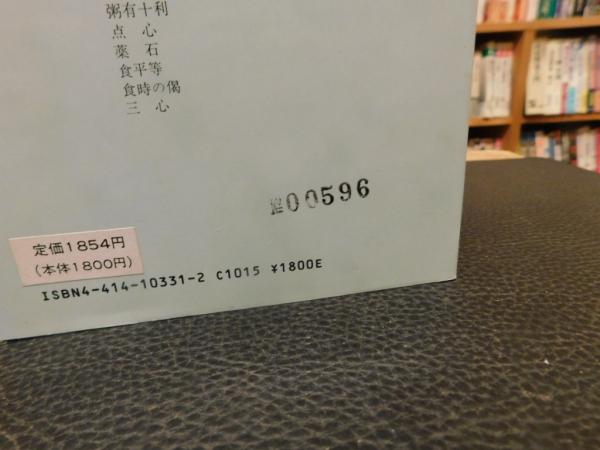 粥有十利
点心
薬石
食平等
食時の偈
三心
00596
定価1854円
(本体1800円)
ISBN4-414-10331-2 C1015 ¥1800E